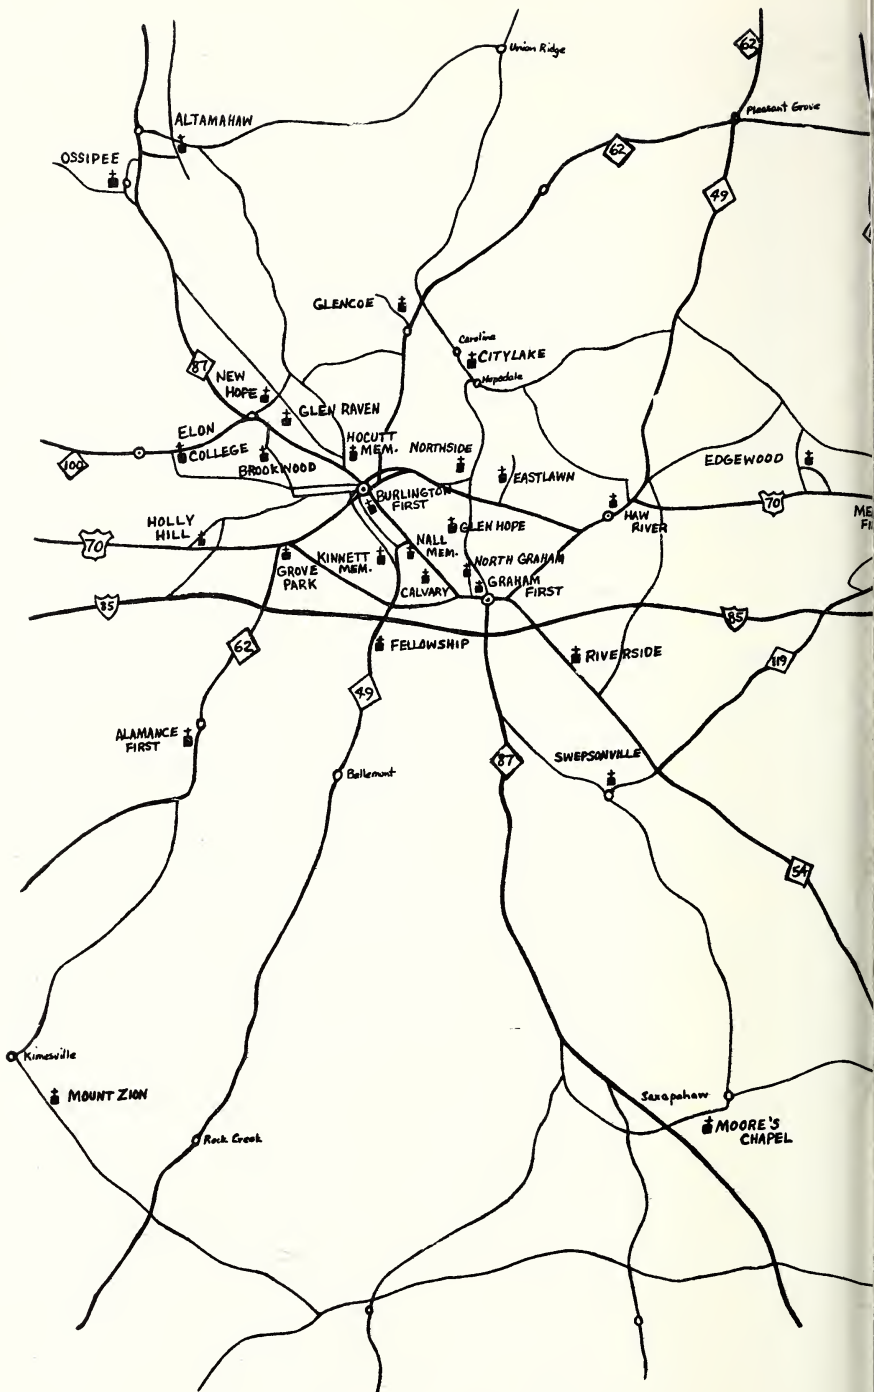 Union Ridge
62
Pleasant Grove
ALTAMAHAW
62
OSSIPEE
49
GLENCOE
Caroline
CITYLAKE
Hopedale
87
NEW
HOPE
GLEN RAVEN
ELON
COLLEGE
HOCUTT
MEM.
NORTHSIDE
100
BROOKWOOD
EASTLAWN
EDGEWOOD
BURLINGTON
FIRST
70
HAW
RIVER
HOLLY
HILL
GLEN HOPE
70
NALL
MEM.
KINNETT
MEM.
GROVE
PARK
NORTH GRAHAM
CALVARY
GRAHAM
FIRST
85
85
62
FELLOWSHIP
RIVERSIDE
119
49
ALAMANCE
FIRST
87
SWEPSONVILLE
Bellemont
54
Kimesville
MOUNT ZION
Saxapahaw
Rock Creek
MOORE'S
CHAPEL